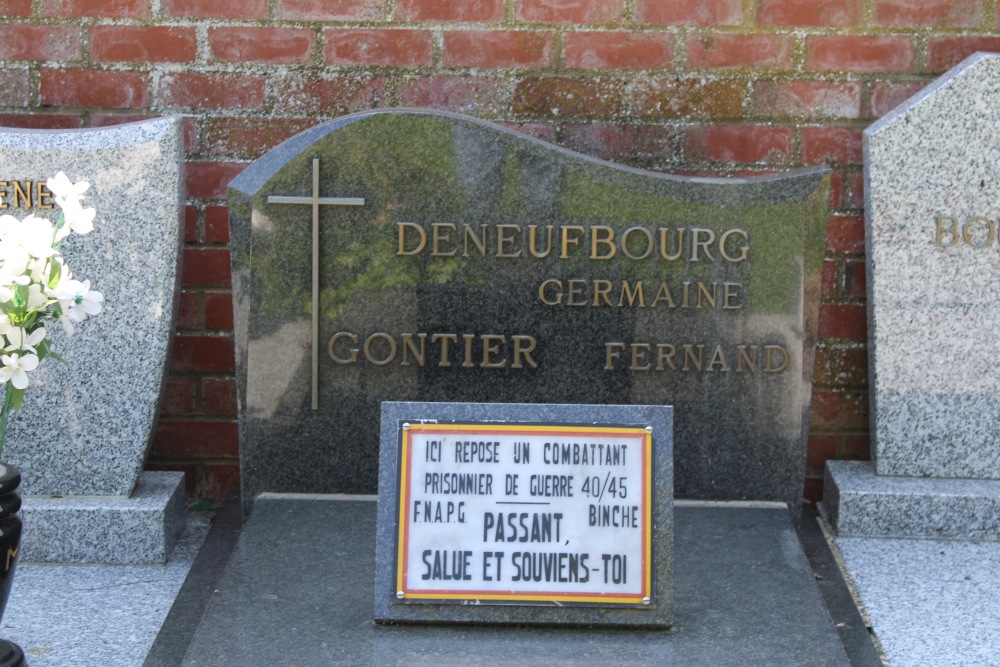 DENEUFBOURG
GERMAINE
GONTIER FERNAND
ICI REPOSE UN COMBATTANT
PRISONNIER DE GUERRE 40/45
F.N.A.P.G. BINCHE
PASSANT,
SALUE ET SOUVIENS-TOI